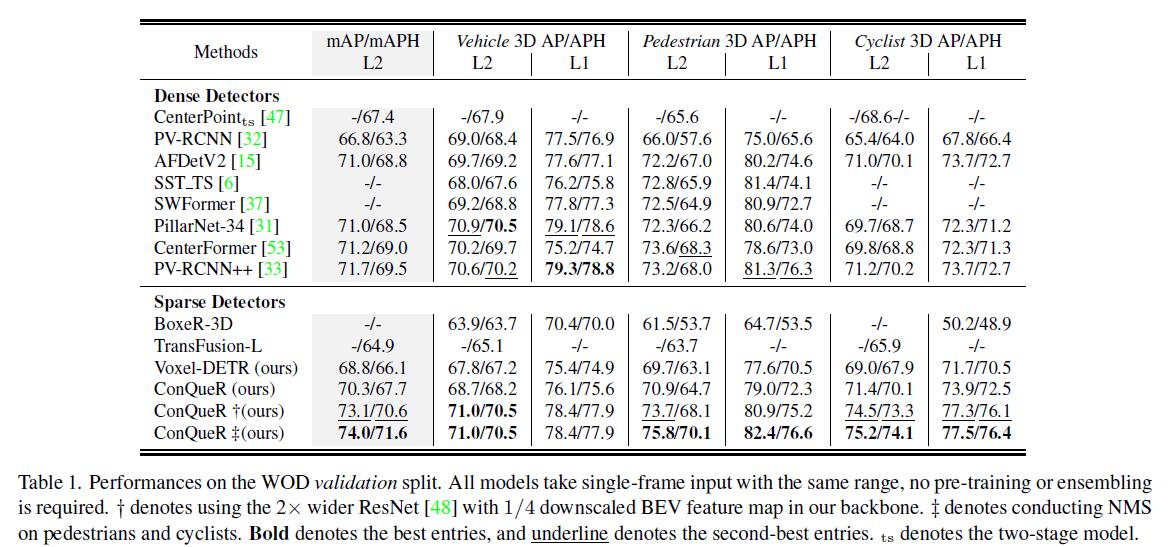 Methods mAP/mAPH Vehicle 3D AP/APH Pedestrian 3D AP/APH Cyclist 3D AP/APH
L2 L2 L1 L2 L1 L2 L1
Dense Detectors
CenterPointts [47] -/67.4 -/67.9 -/- -/65.6 -/- -/68.6-/- -/-
PV-RCNN [32] 66.8/63.3 69.0/68.4 77.5/76.9 66.0/57.6 75.0/65.6 65.4/64.0 67.8/66.4
AFDetV2 [15] 71.0/68.8 69.7/69.2 77.6/77.1 72.2/67.0 80.2/74.6 71.0/70.1 73.7/72.7
SST_TS [6] -/- 68.0/67.6 76.2/75.8 72.8/65.9 81.4/74.1 -/- -/-
SWFormer [37] -/- 69.2/68.8 77.8/77.3 72.5/64.9 80.9/72.7 -/- -/-
PillarNet-34 [31] 71.0/68.5 70.9/70.5 79.1/78.6 72.3/66.2 80.6/74.0 69.7/68.7 72.3/71.2
CenterFormer [53] 71.2/69.0 70.2/69.7 75.2/74.7 73.6/68.3 78.6/73.0 69.8/68.8 72.3/71.3
PV-RCNN++ [33] 71.7/69.5 70.6/70.2 79.3/78.8 73.2/68.0 81.3/76.3 71.2/70.2 73.7/72.7
Sparse Detectors
BoxeR-3D -/- 63.9/63.7 70.4/70.0 61.5/53.7 64.7/53.5 -/- 50.2/48.9
TransFusion-L -/64.9 -/65.1 -/- -/63.7 -/- -/65.9 -/-
Voxel-DETR (ours) 68.8/66.1 67.8/67.2 75.4/74.9 69.7/63.1 77.6/70.5 69.0/67.9 71.7/70.5
ConQueR (ours) 70.3/67.7 68.7/68.2 76.1/75.6 70.9/64.7 79.0/72.3 71.4/70.1 73.9/72.5
ConQueR †(ours) 73.1/70.6 71.0/70.5 78.4/77.9 73.7/68.1 80.9/75.2 74.5/73.3 77.3/76.1
ConQueR ‡(ours) 74.0/71.6 71.0/70.5 78.4/77.9 75.8/70.1 82.4/76.6 75.2/74.1 77.5/76.4
Table 1. Performances on the WOD validation split. All models take single-frame input with the same range, no pre-training or ensembling
is required. † denotes using the 2× wider ResNet [48] with 1/4 downscaled BEV feature map in our backbone. ‡ denotes conducting NMS
on pedestrians and cyclists. Bold denotes the best entries, and underline denotes the second-best entries. ts denotes the two-stage model.